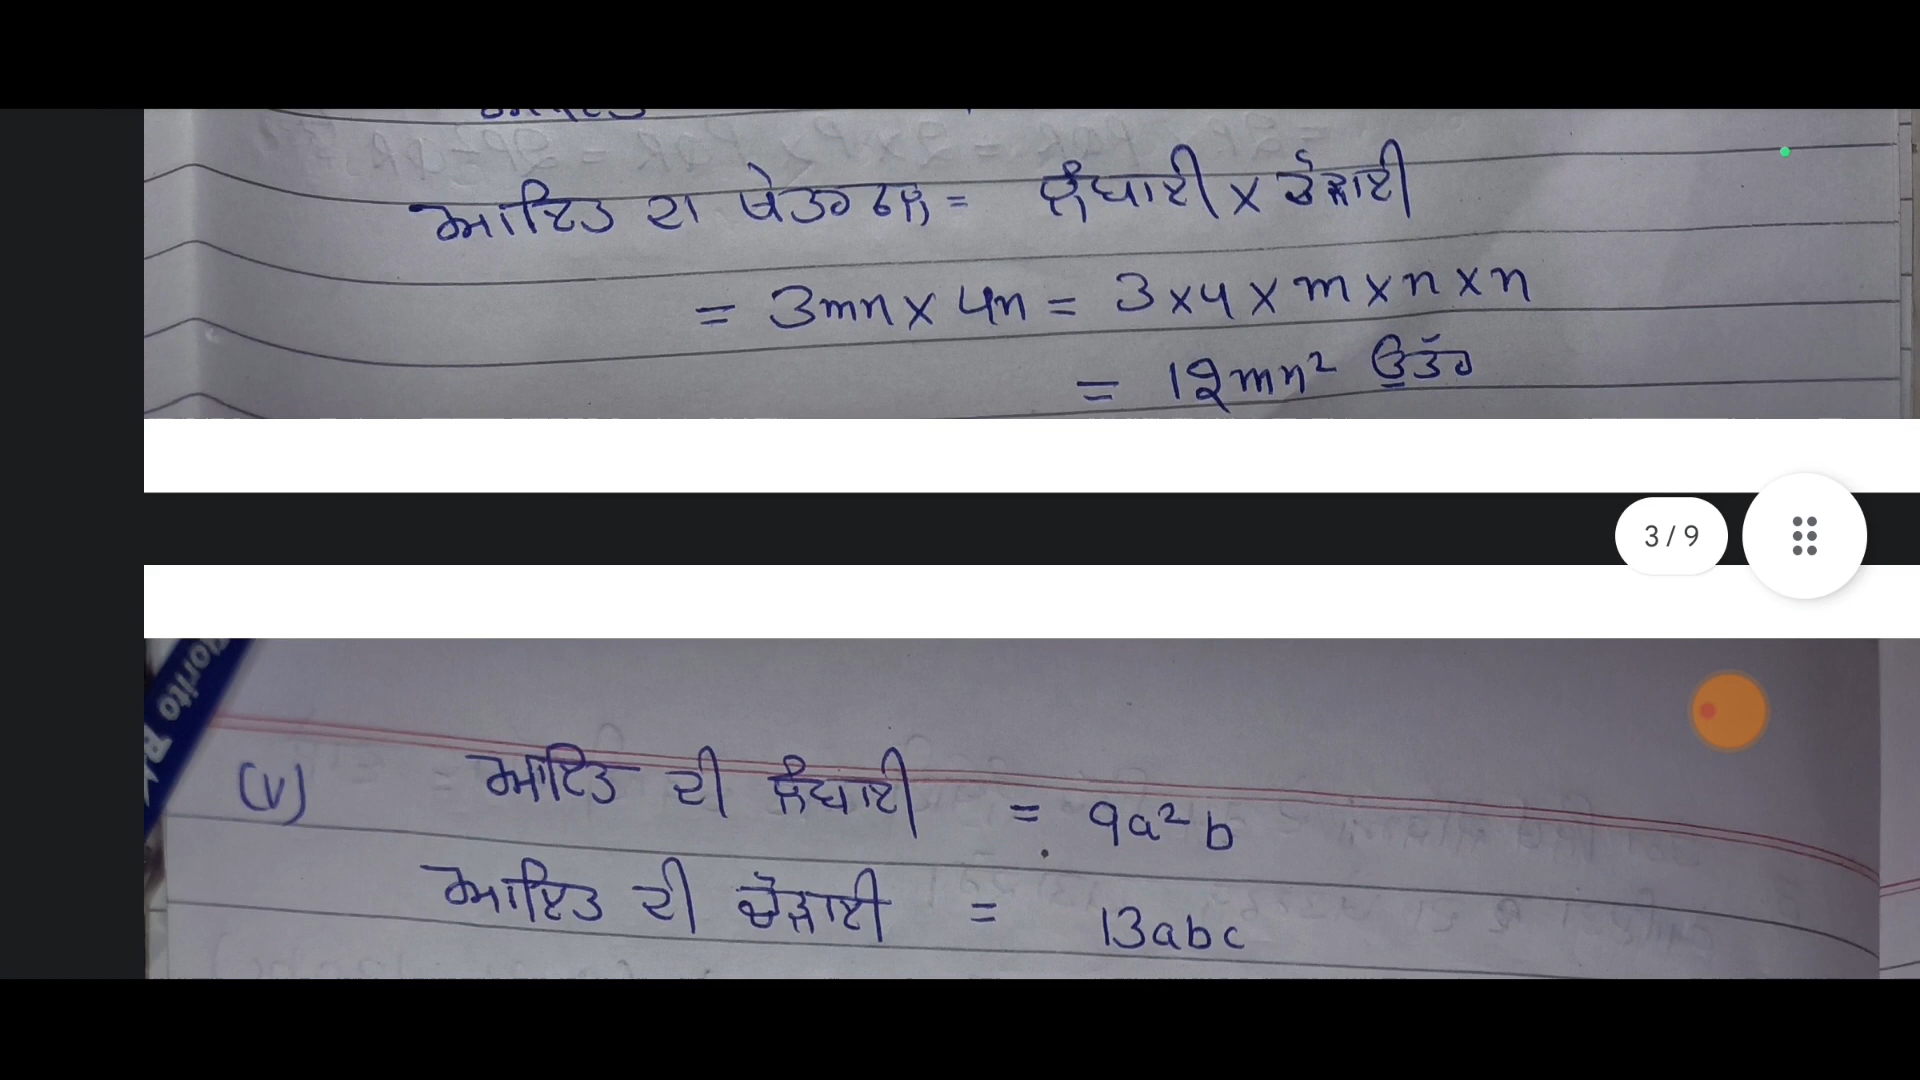 ਆਇਤ ਦਾ ਖੇਤਰਫਲ = ਲੰਬਾਈ × ਚੌੜਾਈ
= 3mn × 4n = 3 × 4 × m × n × n
= 12mn² ਉੱਤਰ
3 / 9
(v) ਆਇਤ ਦੀ ਲੰਬਾਈ = 9a²b
ਆਇਤ ਦੀ ਚੌੜਾਈ = 13abc